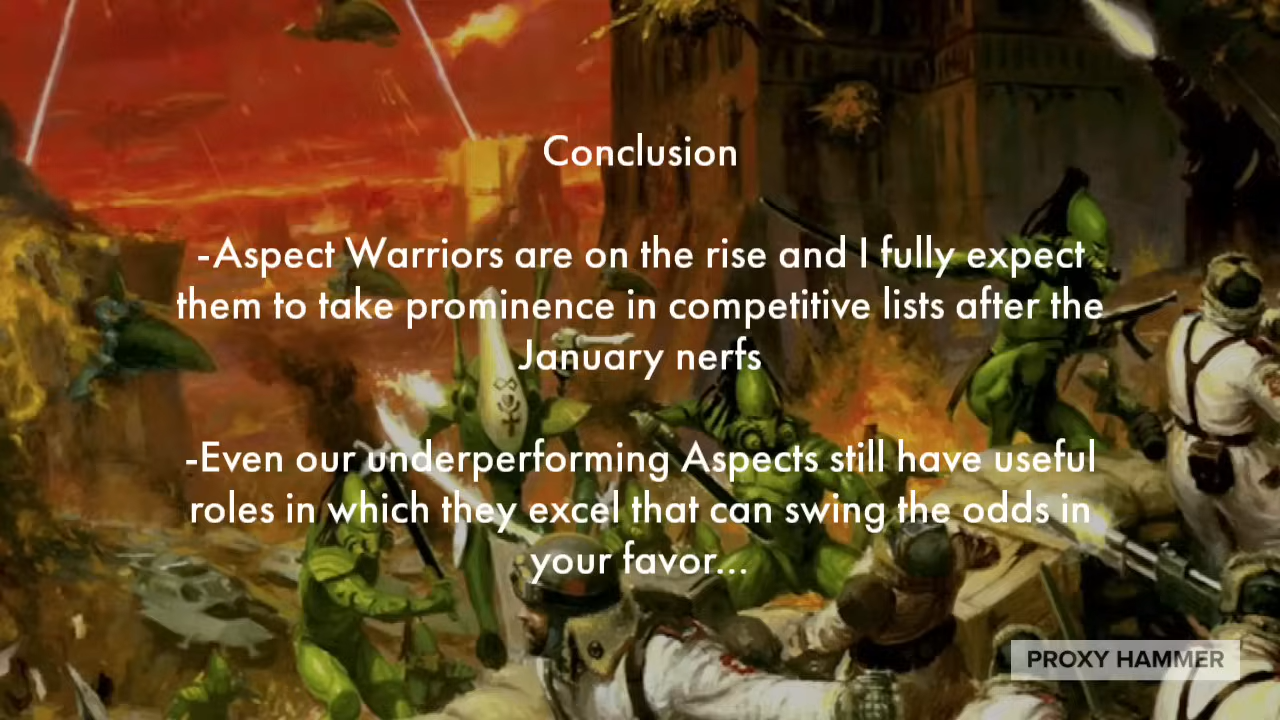 Conclusion
-Aspect Warriors are on the rise and I fully expect
them to take prominence in competitive lists after the
January nerfs
-Even our underperforming Aspects still have useful
roles in which they excel that can swing the odds in
your favor...
PROXY HAMMER